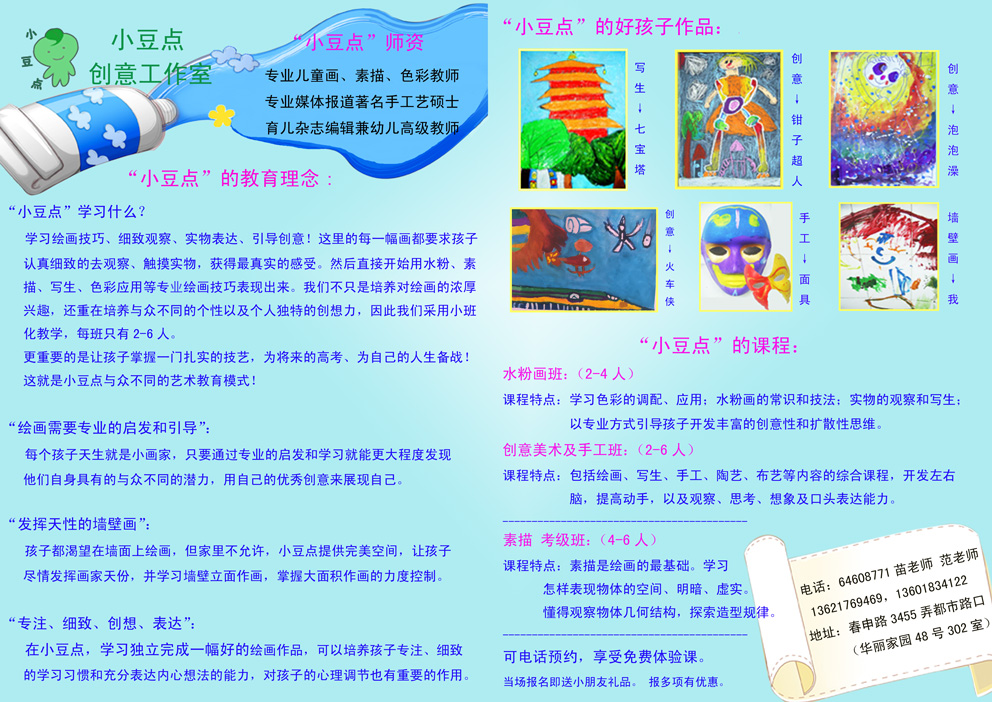 小豆点
小豆点
创意工作室
“小豆点”师资
专业儿童画、素描、色彩教师
专业媒体报道著名手工艺硕士
育儿杂志编辑兼幼儿高级教师
“小豆点”的教育理念：
“小豆点”学习什么？
学习绘画技巧、细致观察、实物表达、引导创意！这里的每一幅画都要求孩子
认真细致的去观察、触摸实物，获得最真实的感受。然后直接开始用水粉、素
描、写生、色彩应用等专业绘画技巧表现出来。我们不只是培养对绘画的浓厚
兴趣，还重在培养与众不同的个性以及个人独特的创想力，因此我们采用小班
化教学，每班只有2-6人。
更重要的是让孩子掌握一门扎实的技艺，为将来的高考、为自己的人生备战！
这就是小豆点与众不同的艺术教育模式！
“绘画需要专业的启发和引导”：
每个孩子天生就是小画家，只要通过专业的启发和学习就能更大程度发现
他们自身具有的与众不同的潜力，用自己的优秀创意来展现自己。
“发挥天性的墙壁画”：
孩子都渴望在墙面上绘画，但家里不允许，小豆点提供完美空间，让孩子
尽情发挥画家天份，并学习墙壁立面作画，掌握大面积作画的力度控制。
“专注、细致、创想、表达”：
在小豆点，学习独立完成一幅好的绘画作品，可以培养孩子专注、细致
的学习习惯和充分表达内心想法的能力，对孩子的心理调节也有重要的作用。
“小豆点”的好孩子作品：
写生→七宝塔
创意→钳子超人
创意→泡泡澡
创意→火车侠
手工→面具
墙壁画→我
“小豆点”的课程：
水粉画班：（2-4人）
课程特点：学习色彩的调配、应用；水粉画的常识和技法；实物的观察和写生；
以专业方式引导孩子开发丰富的创意性和扩散性思维。
创意美术及手工班：（2-6人）
课程特点：包括绘画、写生、手工、陶艺、布艺等内容的综合课程，开发左右
脑，提高动手，以及观察、思考、想象及口头表达能力。
素描 考级班：（4-6人）
课程特点：素描是绘画的最基础。学习
怎样表现物体的空间、明暗、虚实。
懂得观察物体几何结构，探索造型规律。
可电话预约，享受免费体验课。
当场报名即送小朋友礼品。 报多项有优惠。
电话：64608771苗老师 范老师
13621769469，13601834122
地址：春申路3455弄都市路口
（华丽家园48号302室）